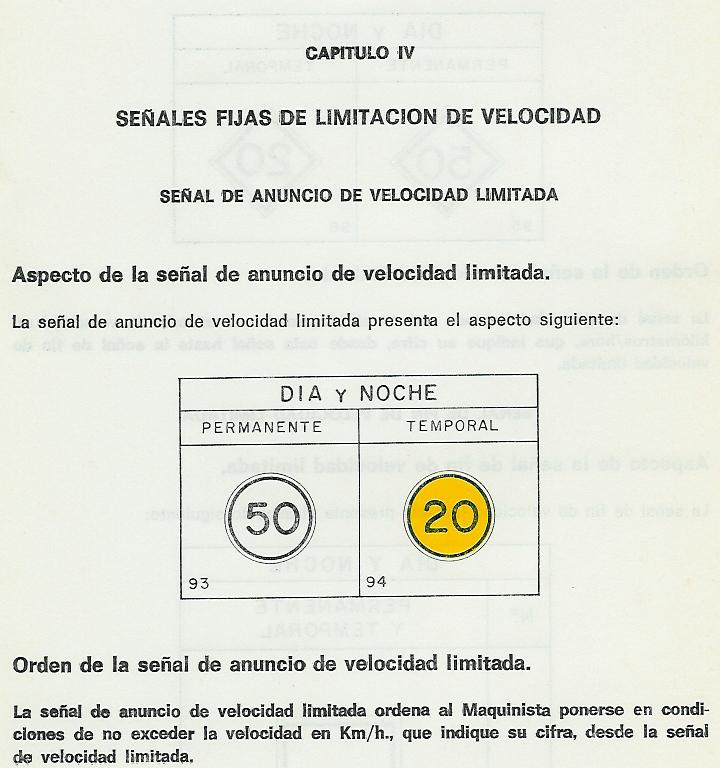 CAPITULO IV
SEÑALES FIJAS DE LIMITACION DE VELOCIDAD
SEÑAL DE ANUNCIO DE VELOCIDAD LIMITADA
Aspecto de la señal de anuncio de velocidad limitada.
La señal de anuncio de velocidad limitada presenta el aspecto siguiente:
DIA Y NOCHE
PERMANENTE TEMPORAL
50 20
93 94
Orden de la señal de anuncio de velocidad limitada.
La señal de anuncio de velocidad limitada ordena al Maquinista ponerse en condi-
ciones de no exceder la velocidad en Km/h., que indique su cifra, desde la señal
de velocidad limitada.